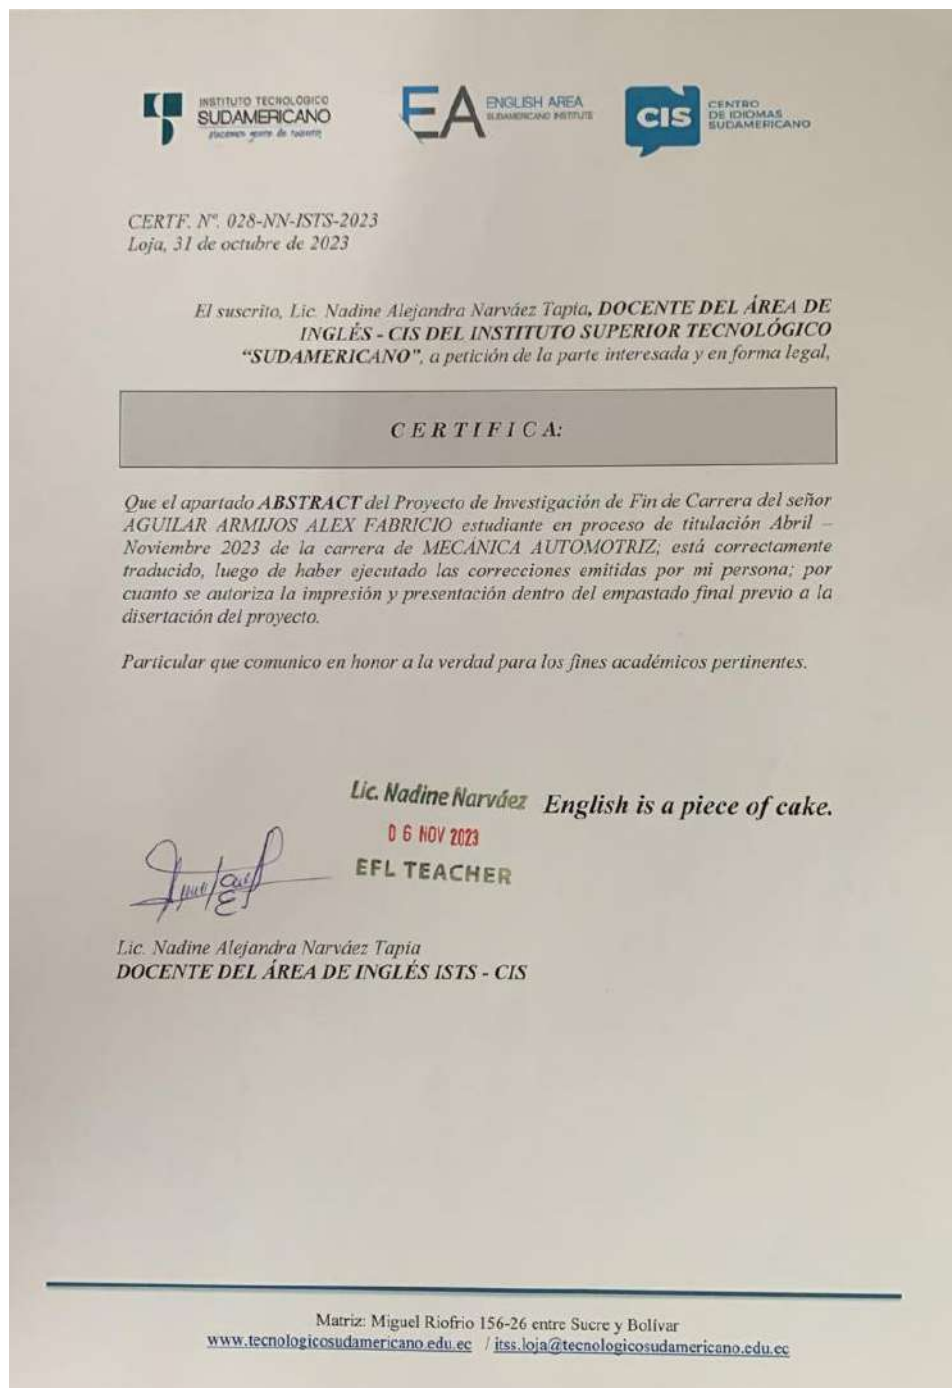 INSTITUTO TECNOLÓGICO
SUDAMERICANO
Hacemos gente de talento
EA ENGLISH AREA
SUDAMERICANO INSTITUTE
CIS CENTRO
DE IDIOMAS
SUDAMERICANO
CERTF. Nº. 028-NN-ISTS-2023
Loja, 31 de octubre de 2023
El suscrito, Lic. Nadine Alejandra Narváez Tapia, DOCENTE DEL ÁREA DE
INGLÉS - CIS DEL INSTITUTO SUPERIOR TECNOLÓGICO
“SUDAMERICANO”, a petición de la parte interesada y en forma legal,
C E R T I F I C A:
Que el apartado ABSTRACT del Proyecto de Investigación de Fin de Carrera del señor
AGUILAR ARMIJOS ALEX FABRICIO estudiante en proceso de titulación Abril –
Noviembre 2023 de la carrera de MECÁNICA AUTOMOTRIZ; está correctamente
traducido, luego de haber ejecutado las correcciones emitidas por mi persona; por
cuanto se autoriza la impresión y presentación dentro del empastado final previo a la
disertación del proyecto.
Particular que comunico en honor a la verdad para los fines académicos pertinentes.
Lic. Nadine Narváez English is a piece of cake.
06 NOV 2023
EFL TEACHER
Lic. Nadine Alejandra Narváez Tapia
DOCENTE DEL ÁREA DE INGLÉS ISTS - CIS
Matriz: Miguel Riofrio 156-26 entre Sucre y Bolívar
www.tecnologicosudamericano.edu.ec / itss.loja@tecnologicosudamericano.edu.ec